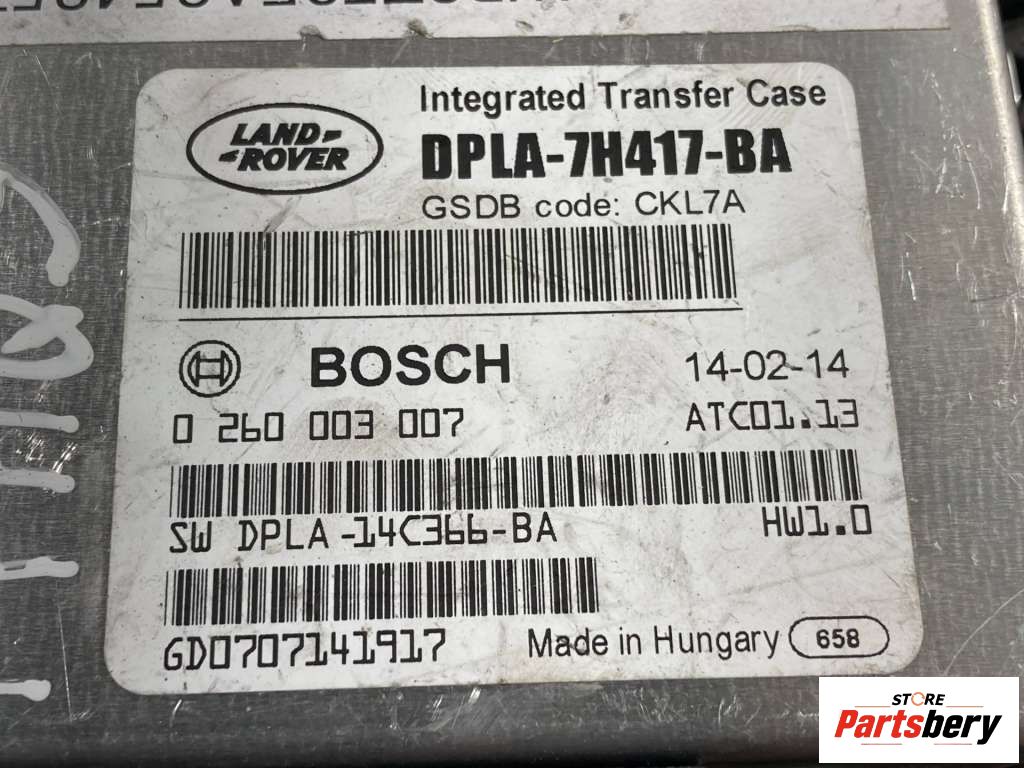 Integrated Transfer Case
LAND
ROVER
DPLA-7H417-BA
GSDB code: CKL7A
BOSCH
14-02-14
0 260 003 007
ATC01.13
SW DPLA-14C366-BA
HW1.0
GD0707141917
Made in Hungary 658
STORE
Partsbery